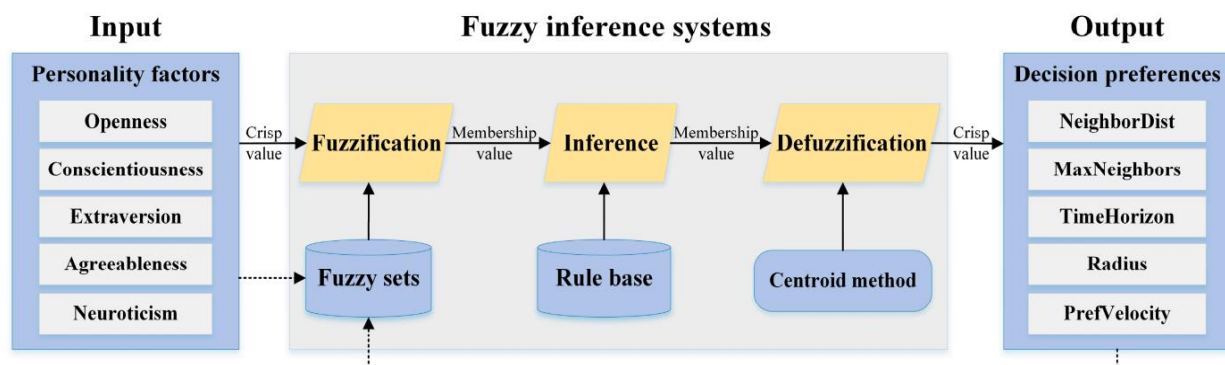 Input
Fuzzy inference systems
Output
Personality factors
Openness
Conscientiousness
Extraversion
Agreeableness
Neuroticism
Crisp
value
Fuzzification
Membership
value
Inference
Membership
value
Defuzzification
Crisp
value
Fuzzy sets
Rule base
Centroid method
Decision preferences
NeighborDist
MaxNeighbors
TimeHorizon
Radius
PrefVelocity